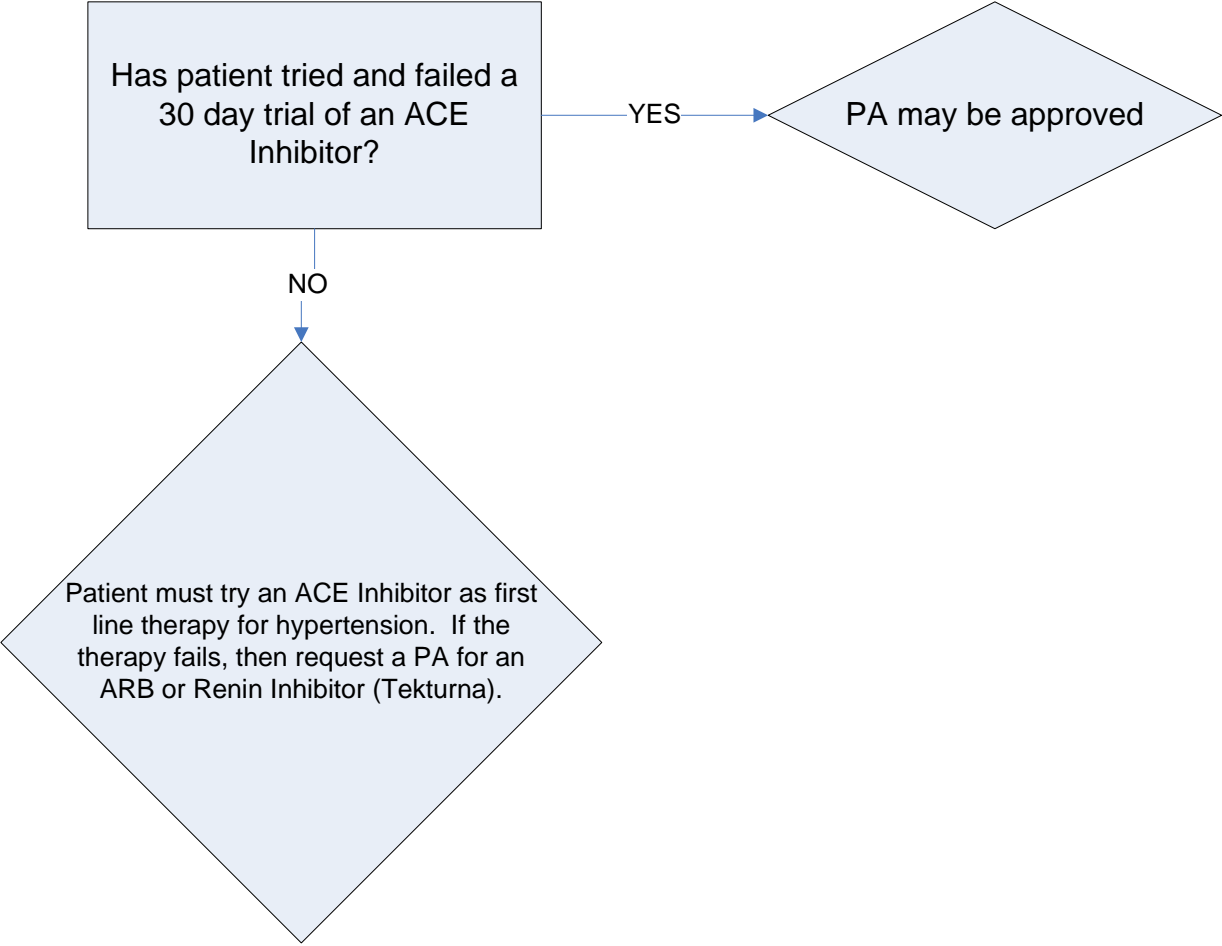 Has patient tried and failed a
30 day trial of an ACE
Inhibitor?
YES
PA may be approved
NO
Patient must try an ACE Inhibitor as first
line therapy for hypertension.  If the
therapy fails, then request a PA for an
ARB or Renin Inhibitor (Tekturna).